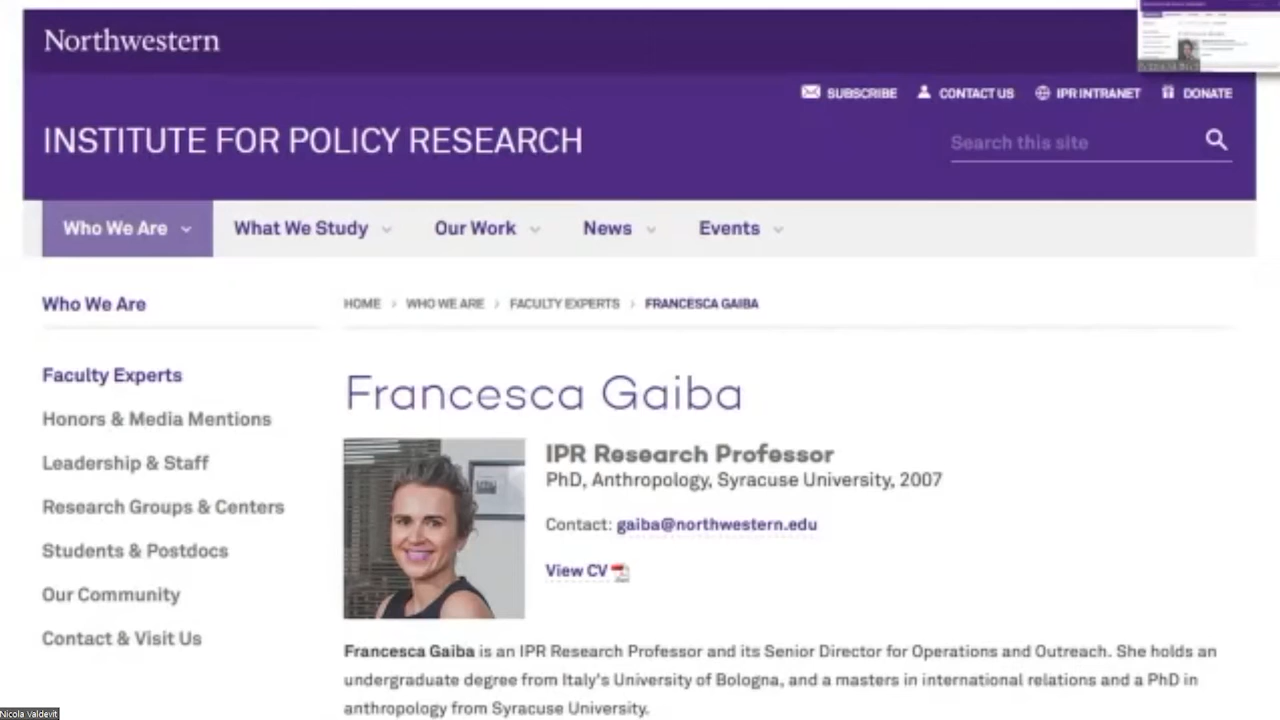 Northwestern
SUBSCRIBE CONTACT US IPR INTRANET DONATE
INSTITUTE FOR POLICY RESEARCH
Search this site
Who We Are What We Study Our Work News Events
Who We Are
HOME > WHO WE ARE > FACULTY EXPERTS > FRANCESCA GAIBA
Faculty Experts
Honors & Media Mentions
Leadership & Staff
Research Groups & Centers
Students & Postdocs
Our Community
Contact & Visit Us
Francesca Gaiba
IPR Research Professor
PhD, Anthropology, Syracuse University, 2007
Contact: gaiba@northwestern.edu
View CV
Francesca Gaiba is an IPR Research Professor and its Senior Director for Operations and Outreach. She holds an
undergraduate degree from Italy's University of Bologna, and a masters in international relations and a PhD in
anthropology from Syracuse University.
Nicola Valdevit